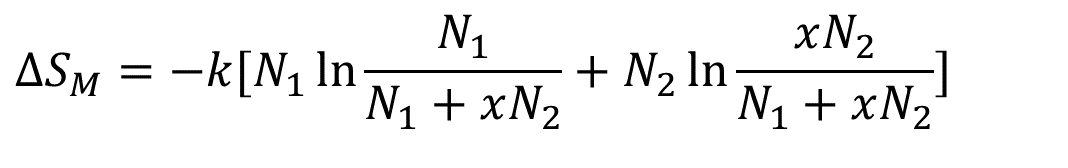 ΔS_M = −k[N_1 ln N_1/(N_1 + xN_2) + N_2 ln xN_2/(N_1 + xN_2)]